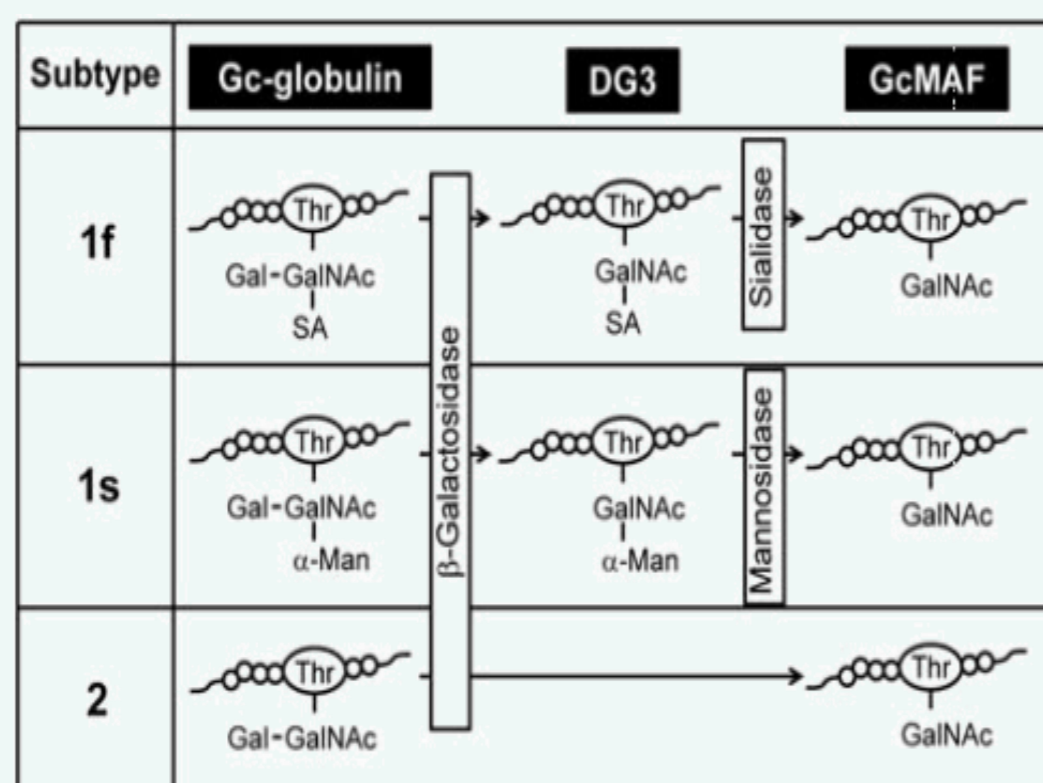 Subtype Gc-globulin DG3 GcMAF
1f
Thr Thr Thr
Gal-GalNAc GalNAc GalNAc
SA SA
Sialidase
β-Galactosidase
1s
Thr Thr Thr
Gal-GalNAc GalNAc GalNAc
α-Man α-Man
Mannosidase
2
Thr Thr
Gal-GalNAc GalNAc